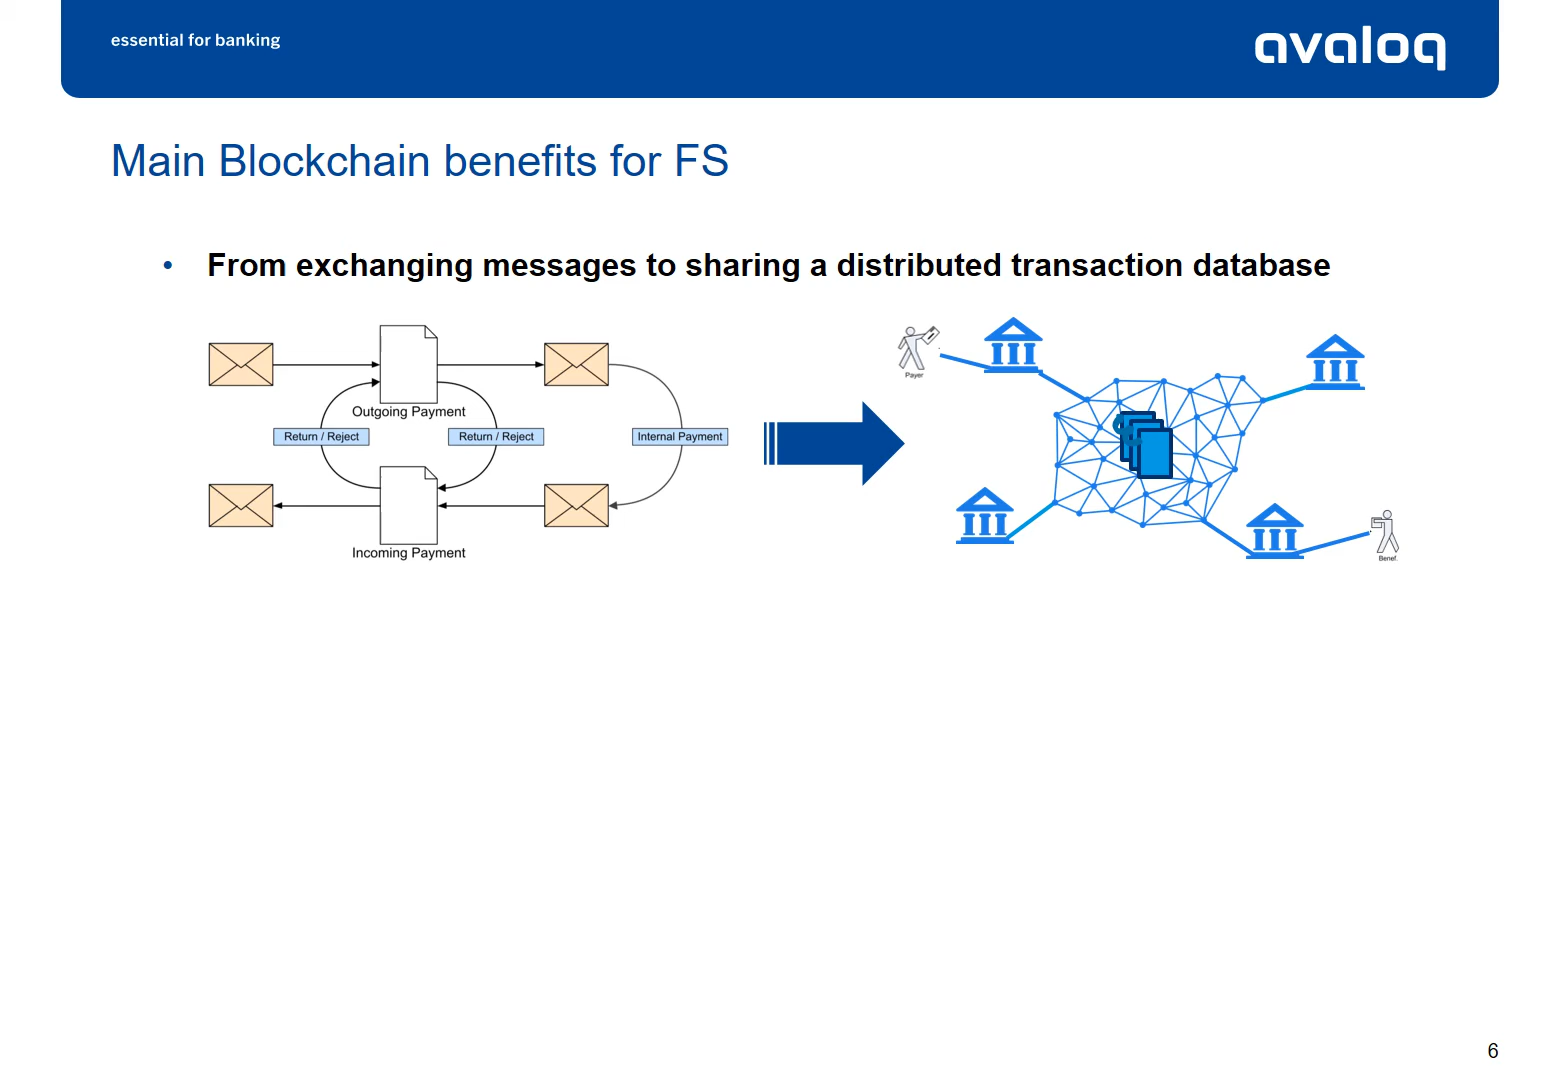 essential for banking
avaloq
Main Blockchain benefits for FS
• From exchanging messages to sharing a distributed transaction database
Outgoing Payment
Return / Reject
Return / Reject
Internal Payment
Incoming Payment
Payer
Benef.
6